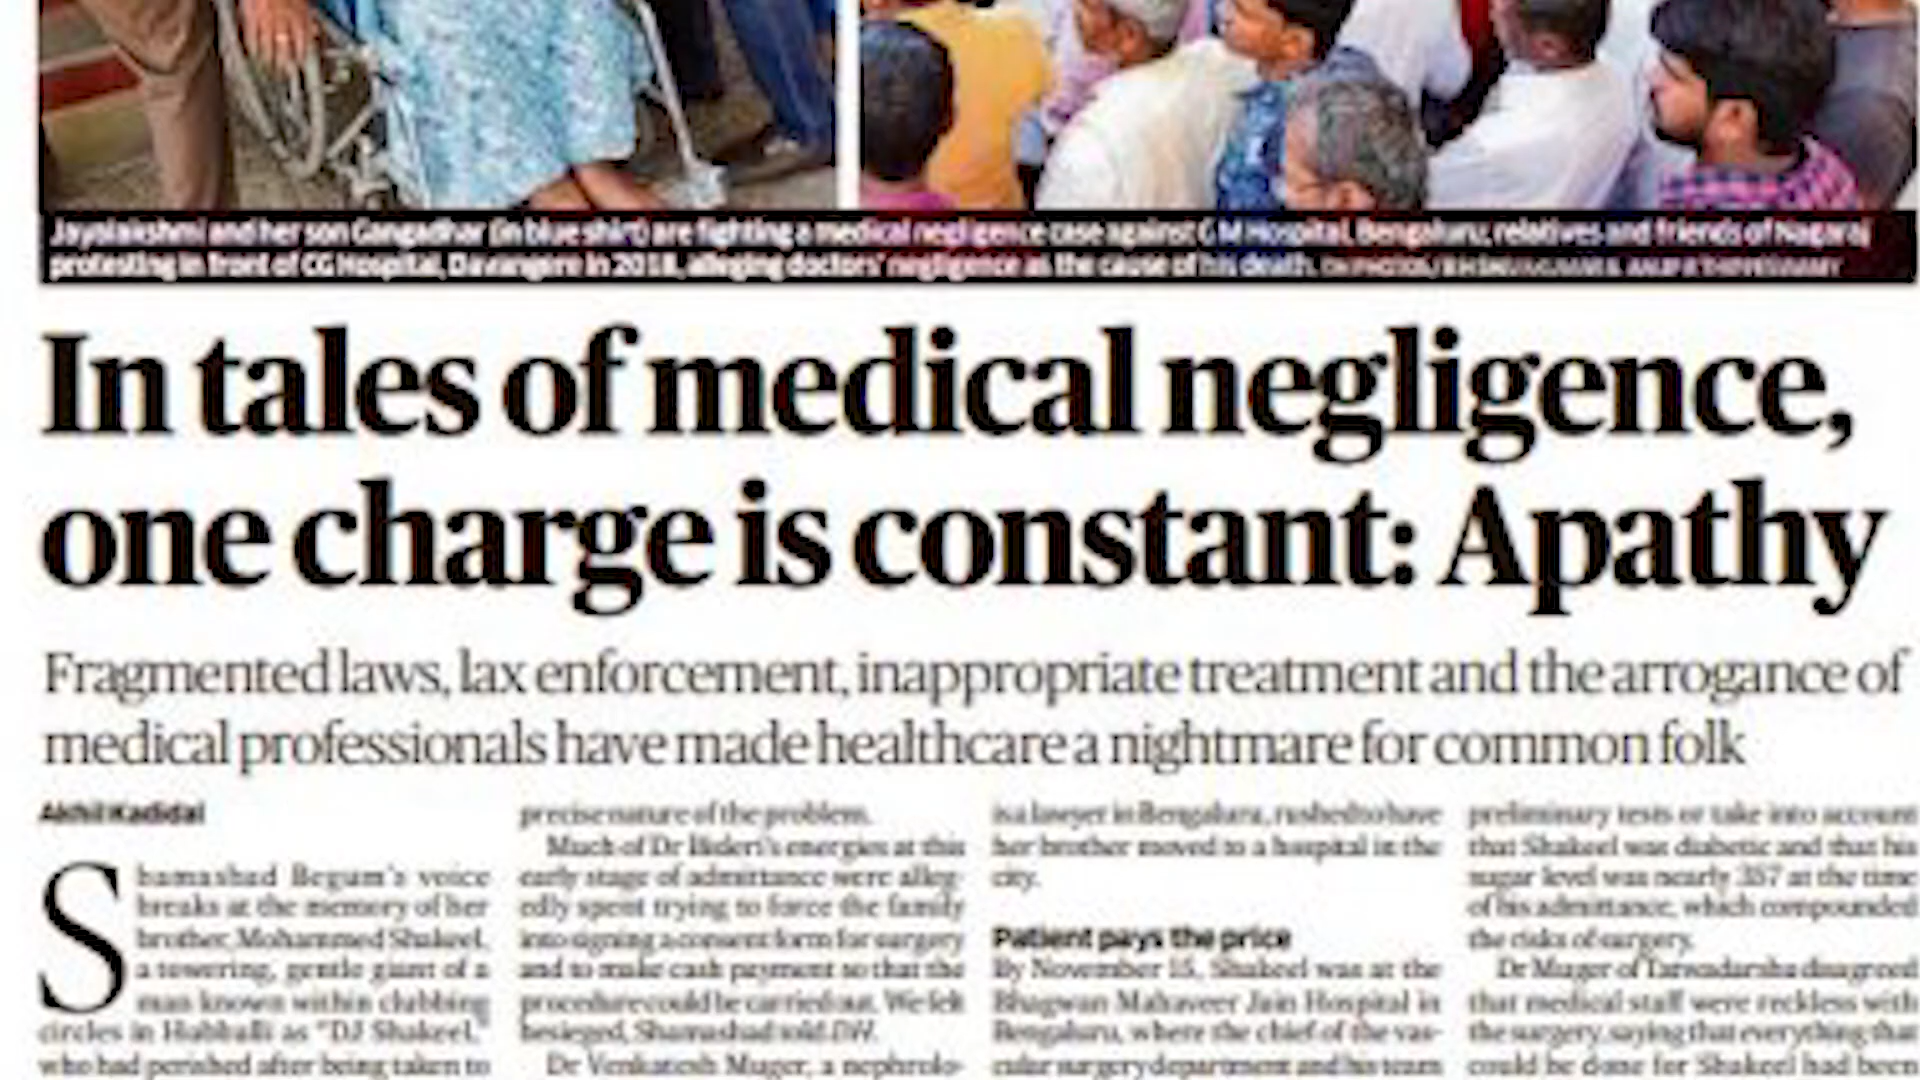 Jayalakshmi and her son Gangadhar (in blue shirt) are fighting a medical negligence case against G M Hospital, Bengaluru; relatives and friends of Nagaraj
protesting in front of CG Hospital, Davangere in 2018, alleging doctors' negligence as the cause of his death.
In tales of medical negligence,
one charge is constant: Apathy
Fragmented laws, lax enforcement, inappropriate treatment and the arrogance of
medical professionals have made healthcare a nightmare for common folk
Akhil Kadidal
Shamashad Begum's voice
breaks at the memory of her
brother, Mohammed Shakeel,
a towering, gentle giant of a
man known within clubbing
circles in Hubballi as "DJ Shakeel,"
who had perished after being taken to
precise nature of the problem.
Much of Dr Bideri's energies at this
early stage of admittance were alleg-
edly spent trying to force the family
into signing a consent form for surgery
and to make cash payment so that the
procedure could be carried out. We felt
besieged, Shamashad told DW.
Dr Venkatesh Muger, a nephrolo-
is a lawyer in Bengaluru, rushed to have
her brother moved to a hospital in the
city.
Patient pays the price
By November 15, Shakeel was at the
Bhagwan Mahaveer Jain Hospital in
Bengaluru, where the chief of the vas-
cular surgery department and his team
preliminary tests or take into account
that Shakeel was diabetic and that his
sugar level was nearly 357 at the time
of his admittance, which compounded
the risks of surgery.
Dr Muger of Tatwadarsha disagreed
that medical staff were reckless with
the surgery, saying that everything that
could be done for Shakeel had been